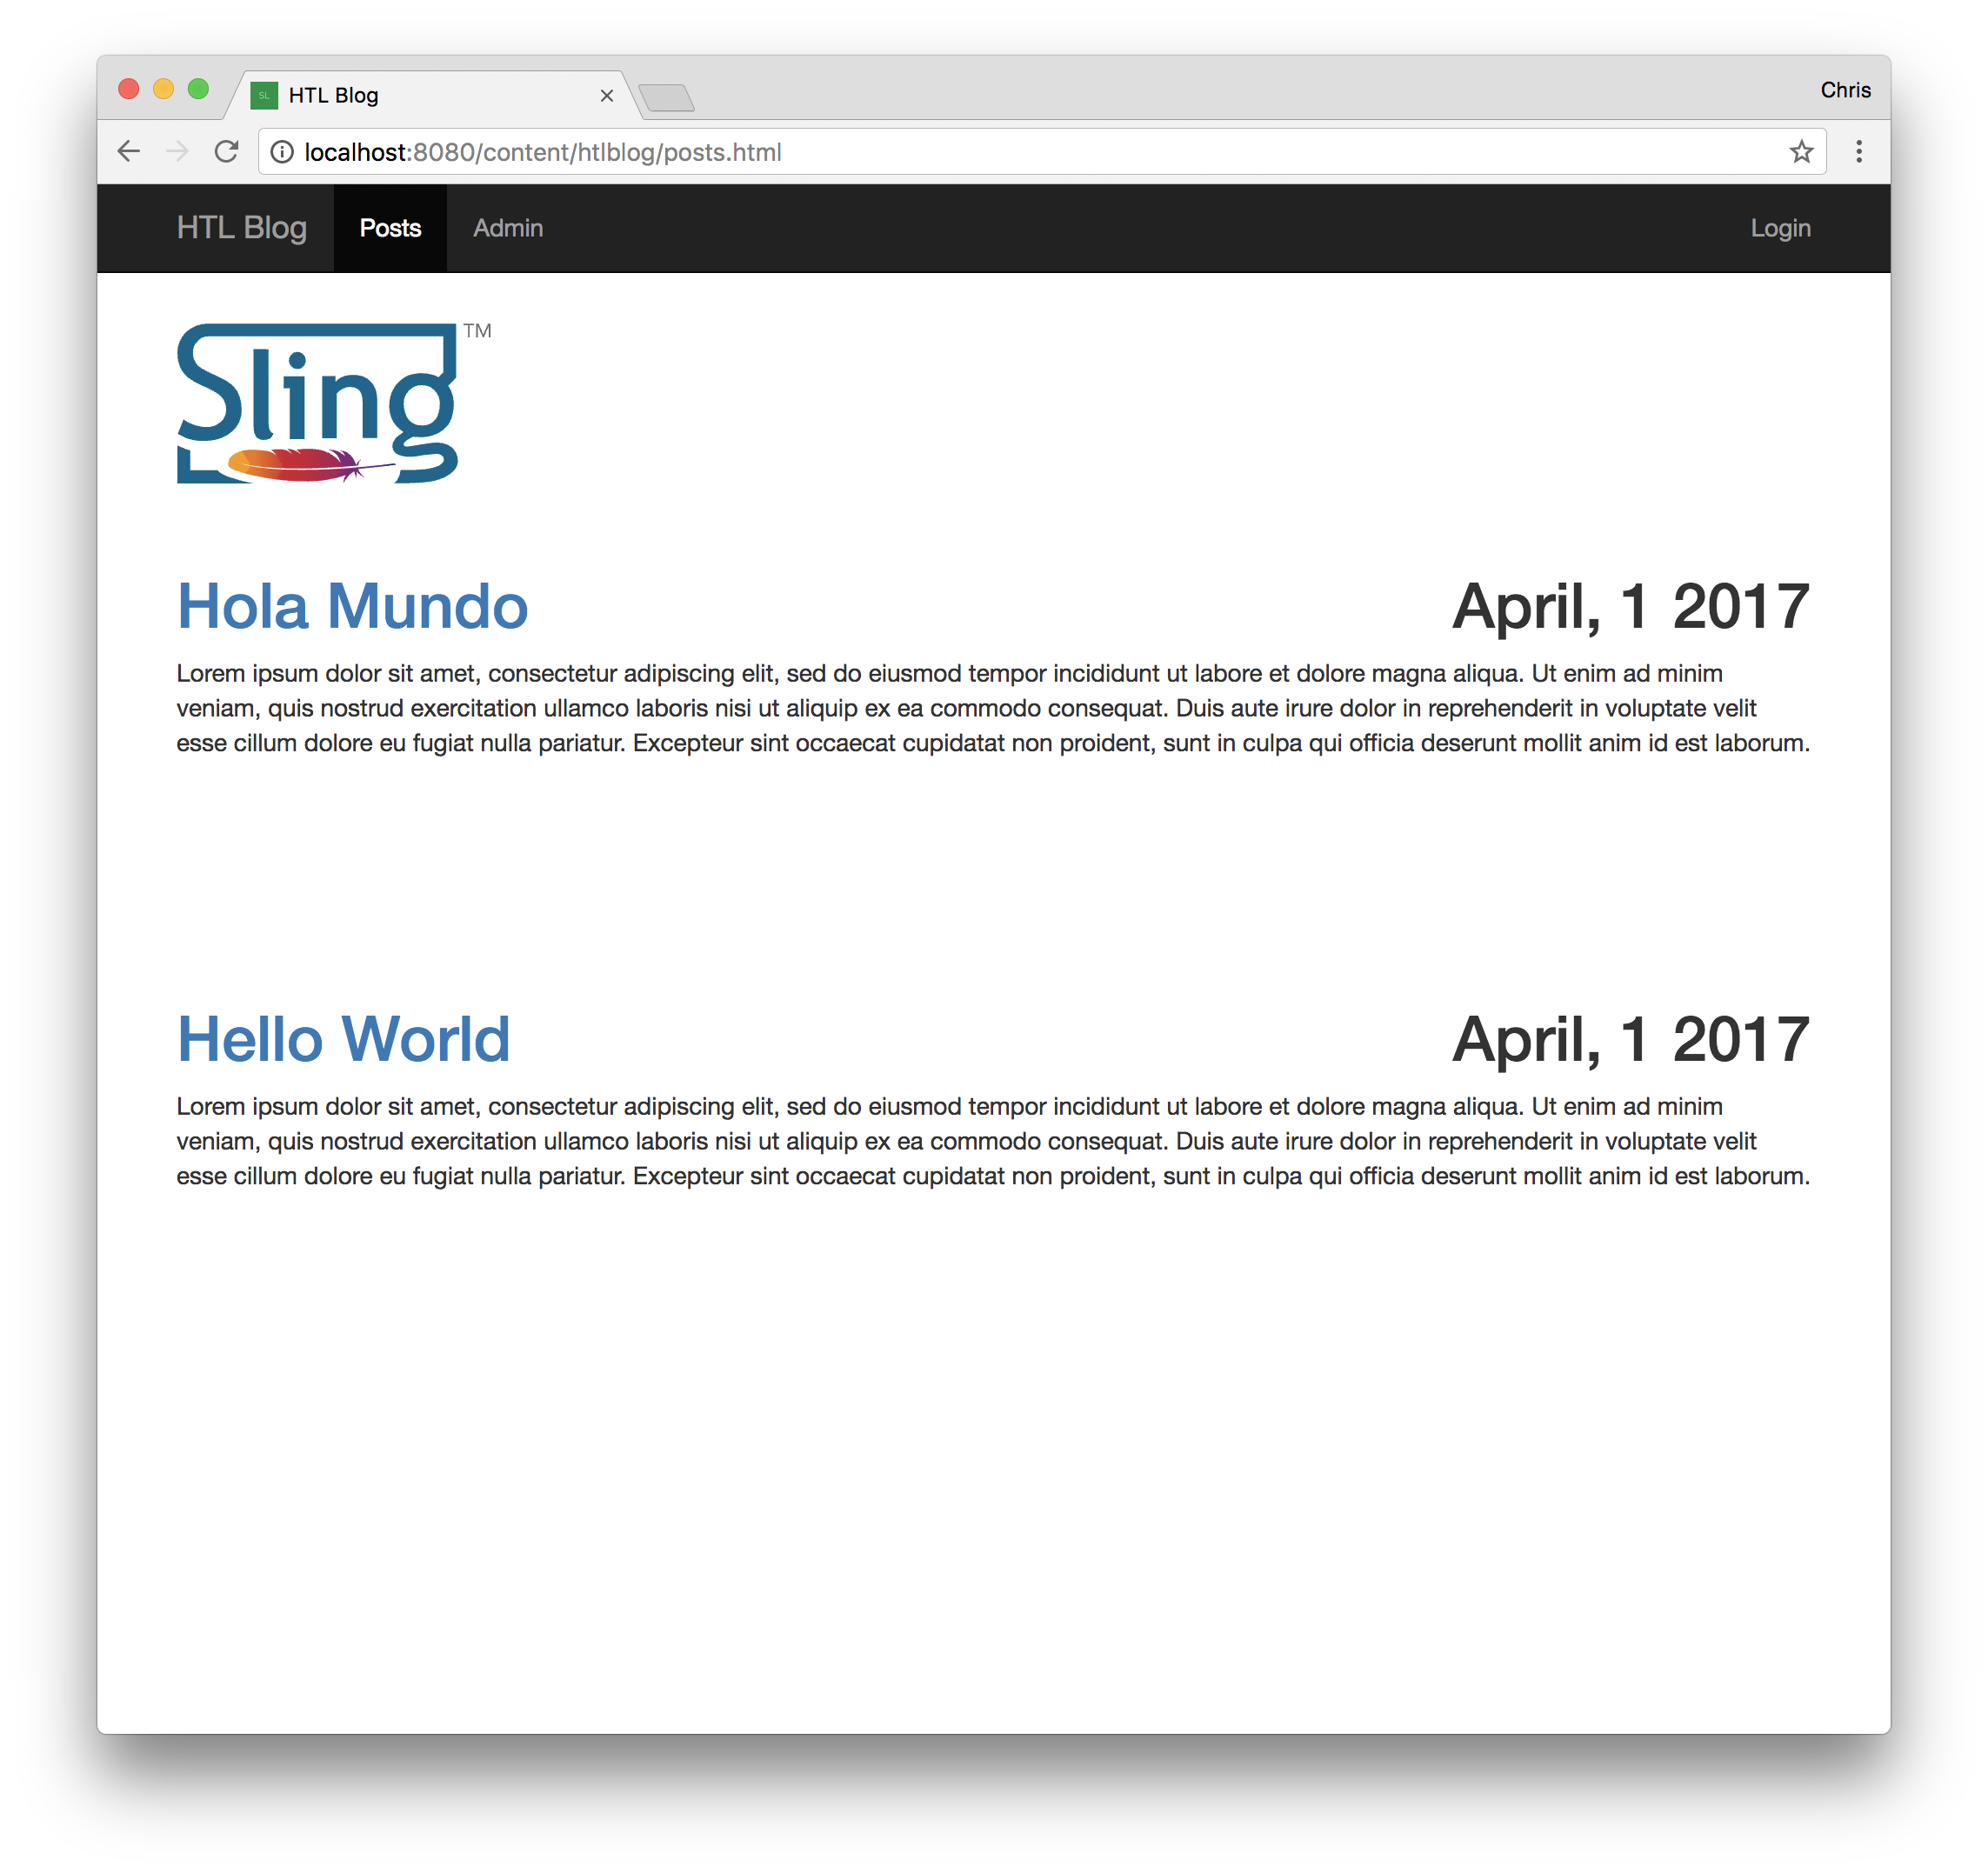 SL HTL Blog Chris
localhost:8080/content/htlblog/posts.html
HTL Blog Posts Admin Login
Sling TM
Hola Mundo April, 1 2017
Lorem ipsum dolor sit amet, consectetur adipiscing elit, sed do eiusmod tempor incididunt ut labore et dolore magna aliqua. Ut enim ad minim
veniam, quis nostrud exercitation ullamco laboris nisi ut aliquip ex ea commodo consequat. Duis aute irure dolor in reprehenderit in voluptate velit
esse cillum dolore eu fugiat nulla pariatur. Excepteur sint occaecat cupidatat non proident, sunt in culpa qui officia deserunt mollit anim id est laborum.
Hello World April, 1 2017
Lorem ipsum dolor sit amet, consectetur adipiscing elit, sed do eiusmod tempor incididunt ut labore et dolore magna aliqua. Ut enim ad minim
veniam, quis nostrud exercitation ullamco laboris nisi ut aliquip ex ea commodo consequat. Duis aute irure dolor in reprehenderit in voluptate velit
esse cillum dolore eu fugiat nulla pariatur. Excepteur sint occaecat cupidatat non proident, sunt in culpa qui officia deserunt mollit anim id est laborum.